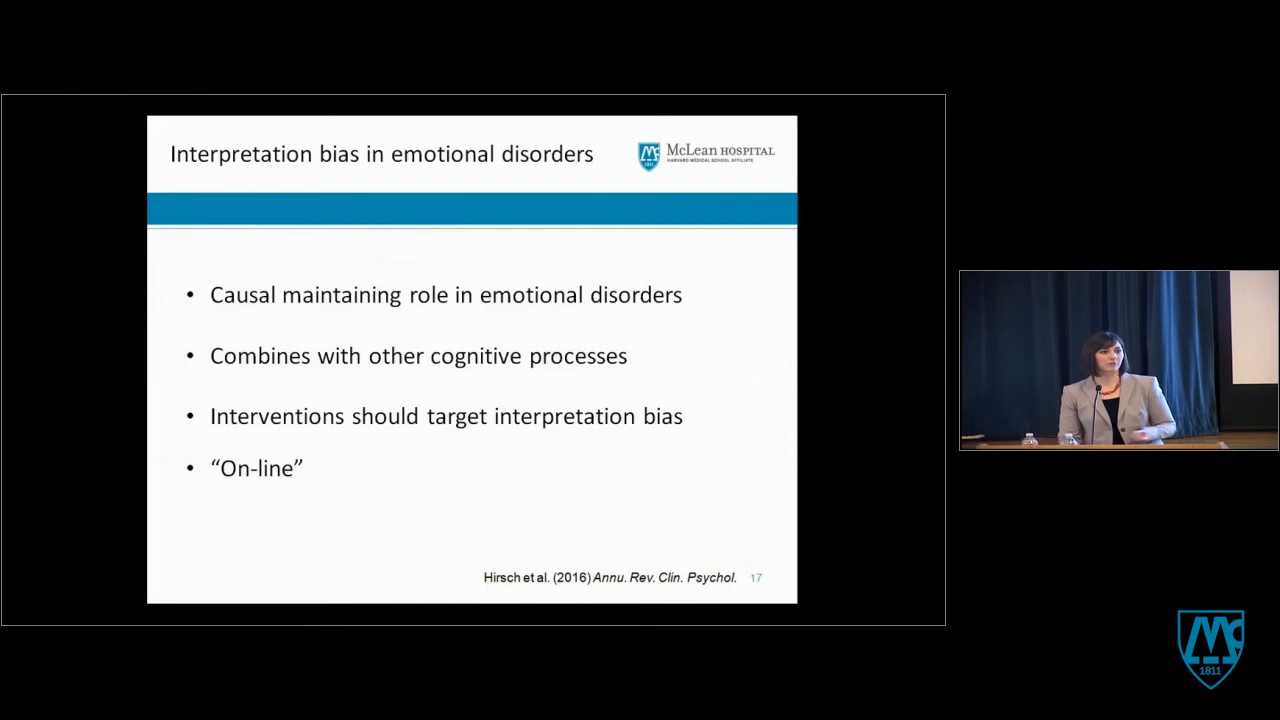 Interpretation bias in emotional disorders
McLean HOSPITAL
HARVARD MEDICAL SCHOOL AFFILIATE
• Causal maintaining role in emotional disorders
• Combines with other cognitive processes
• Interventions should target interpretation bias
• “On-line”
Hirsch et al. (2016) Annu. Rev. Clin. Psychol. 17
Mc
1811